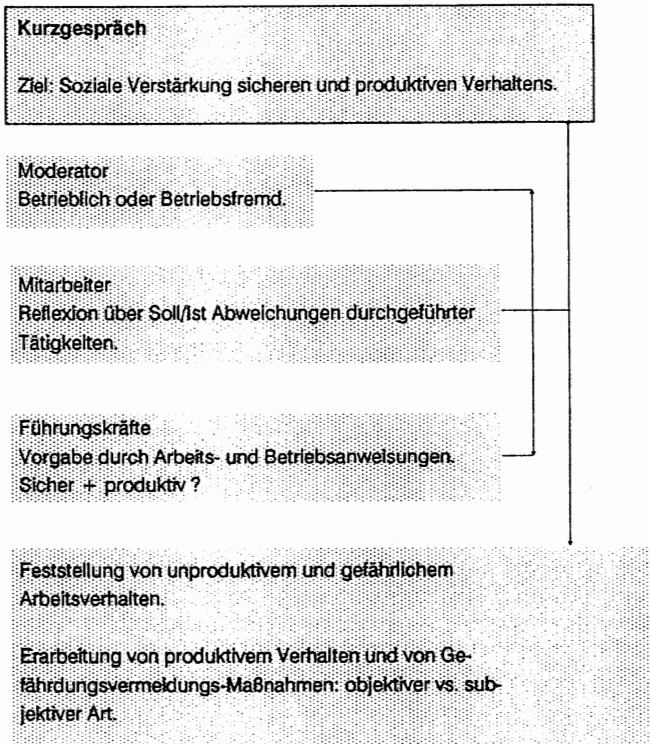 Kurzgespräch
Ziel: Soziale Verstärkung sicheren und produktiven Verhaltens.
Moderator
Betrieblich oder Betriebsfremd.
Mitarbeiter
Reflexion über Soll/Ist Abweichungen durchgeführter
Tätigkeiten.
Führungskräfte
Vorgabe durch Arbeits- und Betriebsanweisungen.
Sicher + produktiv ?
Feststellung von unproduktivem und gefährlichem
Arbeitsverhalten.
Erarbeitung von produktivem Verhalten und von Ge-
fährdungsvermeidungs-Maßnahmen: objektiver vs. sub-
jektiver Art.